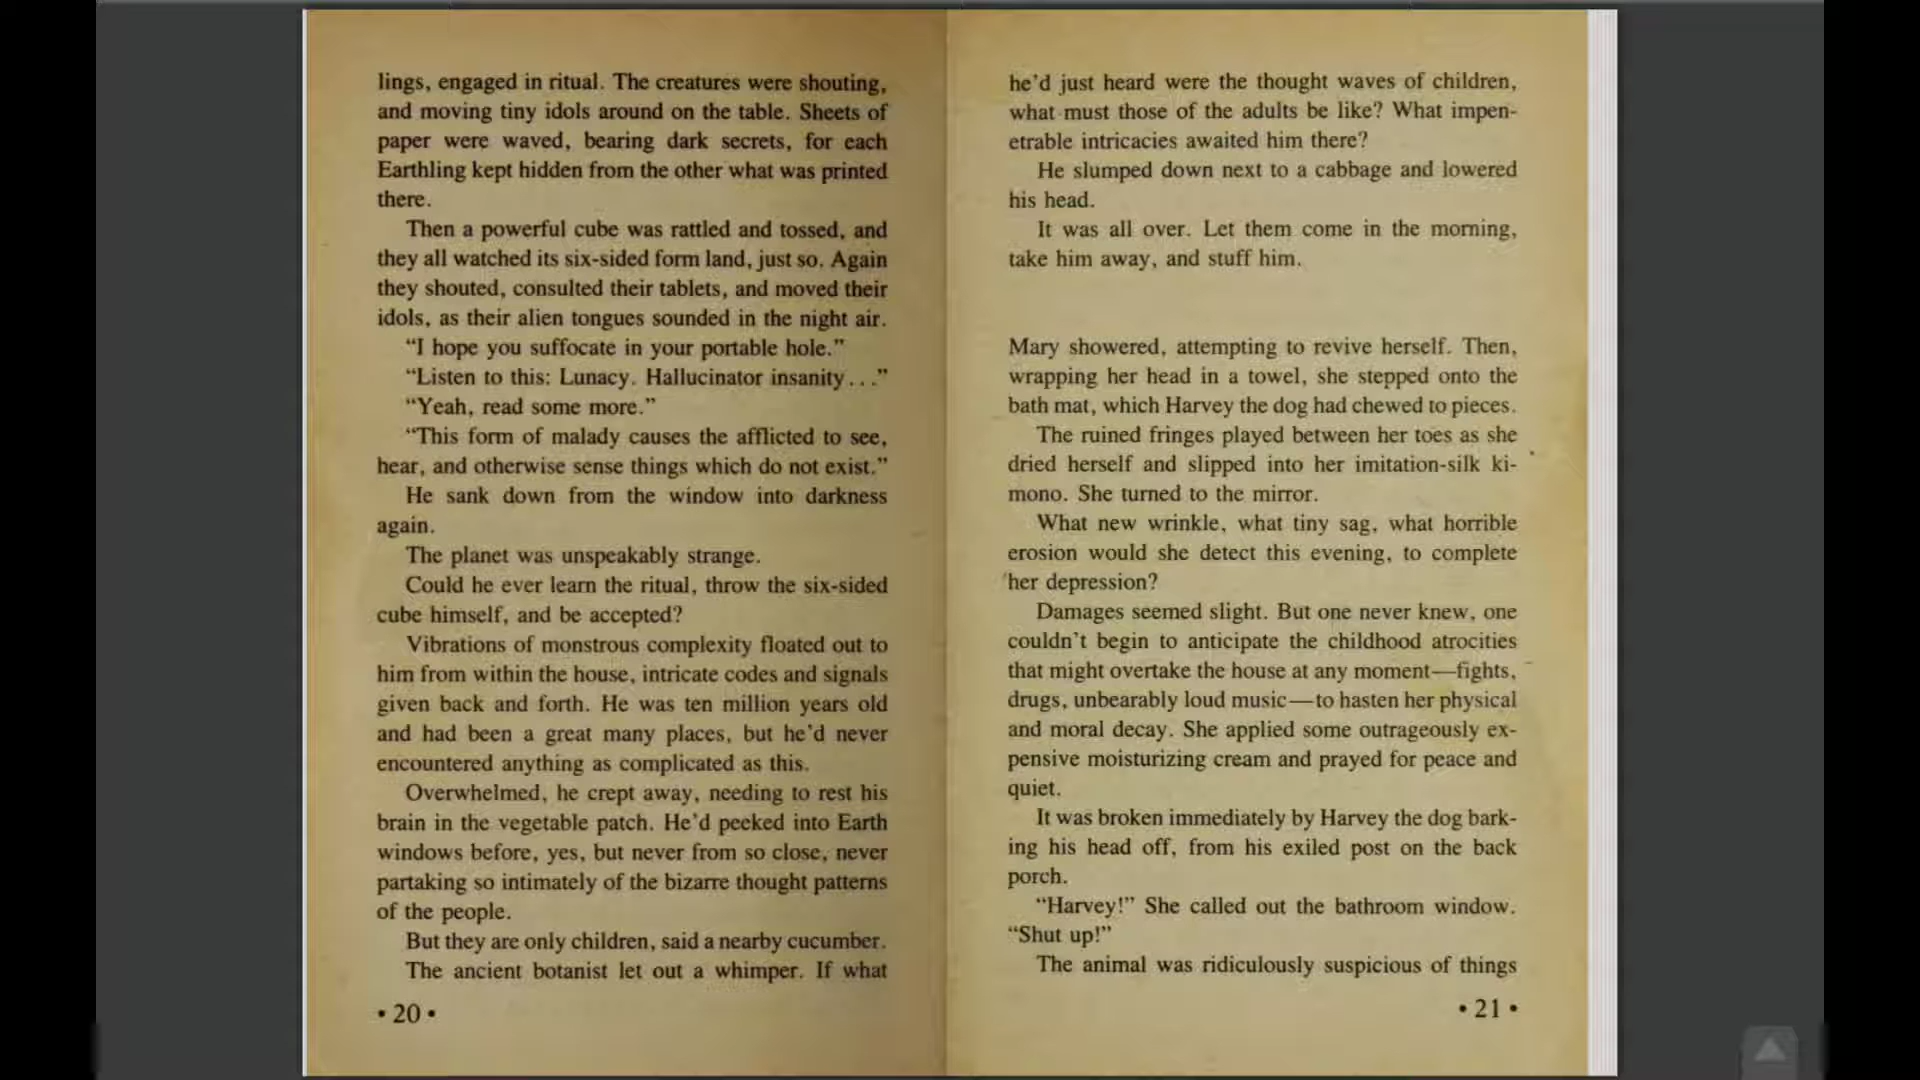 lings, engaged in ritual. The creatures were shouting,
and moving tiny idols around on the table. Sheets of
paper were waved, bearing dark secrets, for each
Earthling kept hidden from the other what was printed
there.
Then a powerful cube was rattled and tossed, and
they all watched its six-sided form land, just so. Again
they shouted, consulted their tablets, and moved their
idols, as their alien tongues sounded in the night air.
“I hope you suffocate in your portable hole.”
“Listen to this: Lunacy. Hallucinator insanity . . .”
“Yeah, read some more.”
“This form of malady causes the afflicted to see,
hear, and otherwise sense things which do not exist.”
He sank down from the window into darkness
again.
The planet was unspeakably strange.
Could he ever learn the ritual, throw the six-sided
cube himself, and be accepted?
Vibrations of monstrous complexity floated out to
him from within the house, intricate codes and signals
given back and forth. He was ten million years old
and had been a great many places, but he’d never
encountered anything as complicated as this.
Overwhelmed, he crept away, needing to rest his
brain in the vegetable patch. He’d peeked into Earth
windows before, yes, but never from so close, never
partaking so intimately of the bizarre thought patterns
of the people.
But they are only children, said a nearby cucumber.
The ancient botanist let out a whimper. If what
• 20 •
he’d just heard were the thought waves of children,
what must those of the adults be like? What impen-
etrable intricacies awaited him there?
He slumped down next to a cabbage and lowered
his head.
It was all over. Let them come in the morning,
take him away, and stuff him.
Mary showered, attempting to revive herself. Then,
wrapping her head in a towel, she stepped onto the
bath mat, which Harvey the dog had chewed to pieces.
The ruined fringes played between her toes as she
dried herself and slipped into her imitation-silk ki-
mono. She turned to the mirror.
What new wrinkle, what tiny sag, what horrible
erosion would she detect this evening, to complete
her depression?
Damages seemed slight. But one never knew, one
couldn’t begin to anticipate the childhood atrocities
that might overtake the house at any moment—fights,
drugs, unbearably loud music—to hasten her physical
and moral decay. She applied some outrageously ex-
pensive moisturizing cream and prayed for peace and
quiet.
It was broken immediately by Harvey the dog bark-
ing his head off, from his exiled post on the back
porch.
“Harvey!” She called out the bathroom window.
“Shut up!”
The animal was ridiculously suspicious of things
• 21 •